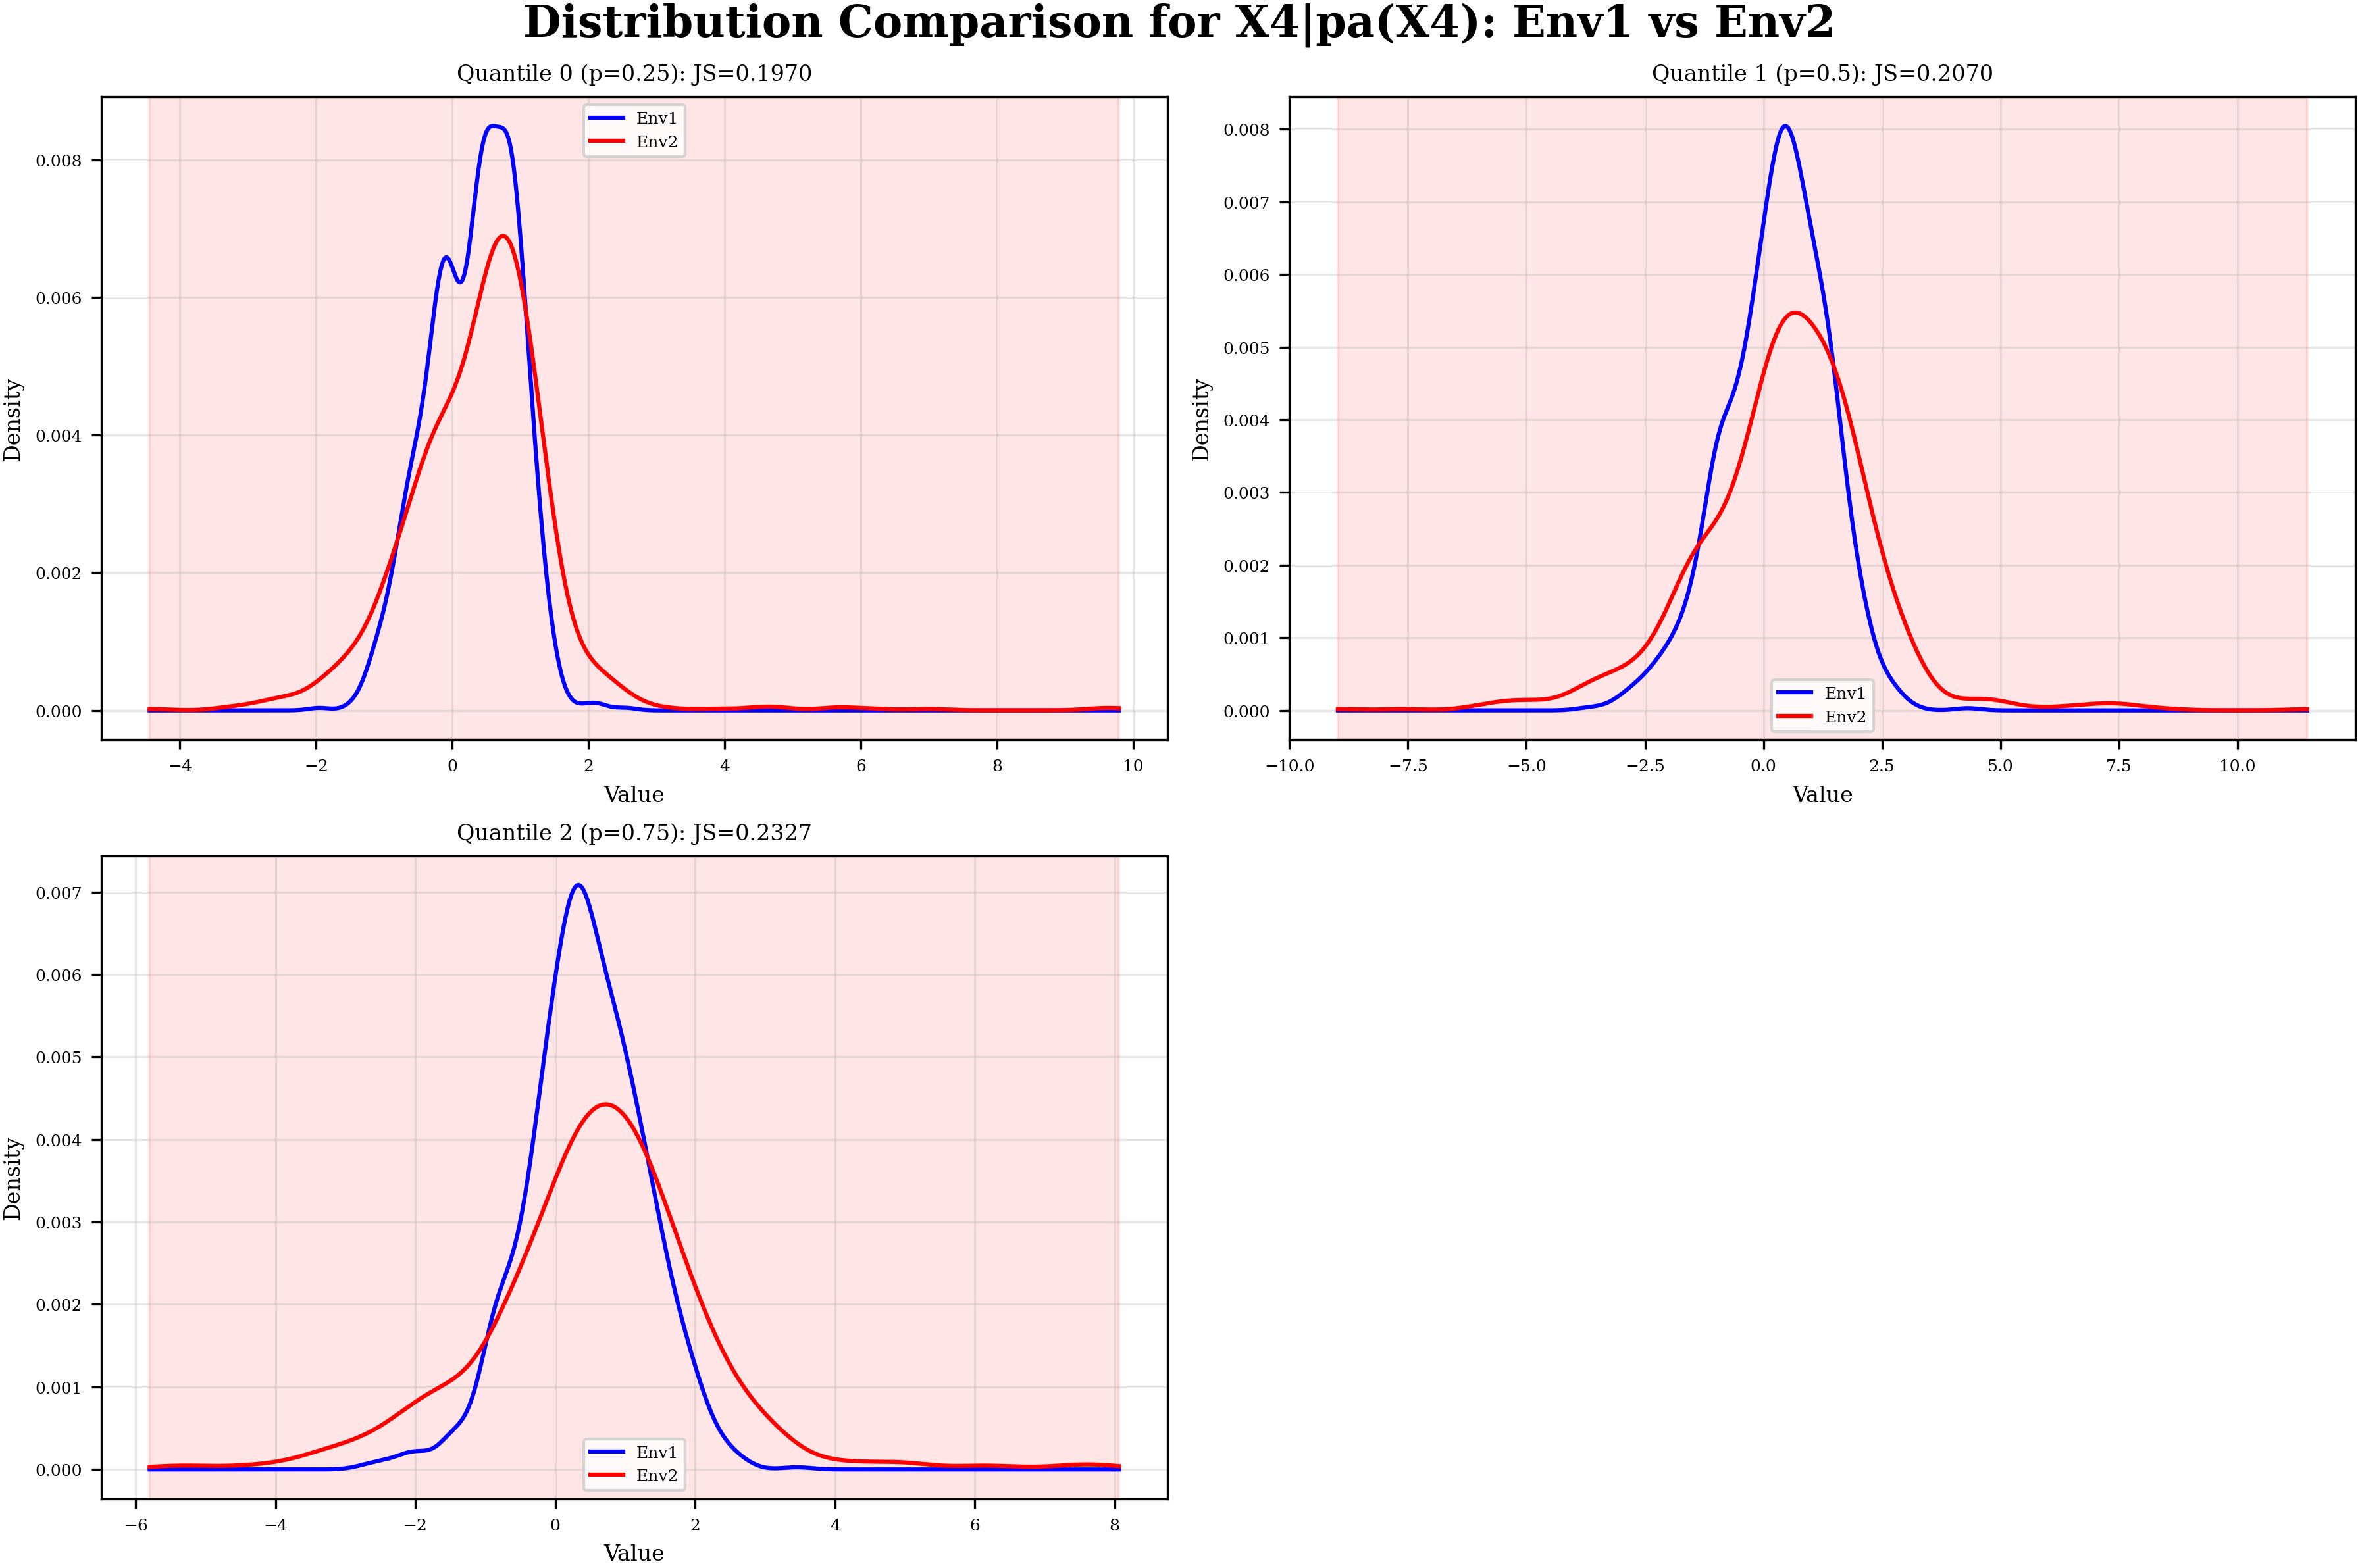 Distribution Comparison for X4|pa(X4): Env1 vs Env2
Quantile 0 (p=0.25): JS=0.1970
Env1
Env2
0.008
0.006
0.004
0.002
0.000
Density
−4 −2 0 2 4 6 8 10
Value
Quantile 1 (p=0.5): JS=0.2070
0.008
0.007
0.006
0.005
0.004
0.003
0.002
0.001
0.000
Density
Env1
Env2
−10.0 −7.5 −5.0 −2.5 0.0 2.5 5.0 7.5 10.0
Value
Quantile 2 (p=0.75): JS=0.2327
0.007
0.006
0.005
0.004
0.003
0.002
0.001
0.000
Density
Env1
Env2
−6 −4 −2 0 2 4 6 8
Value